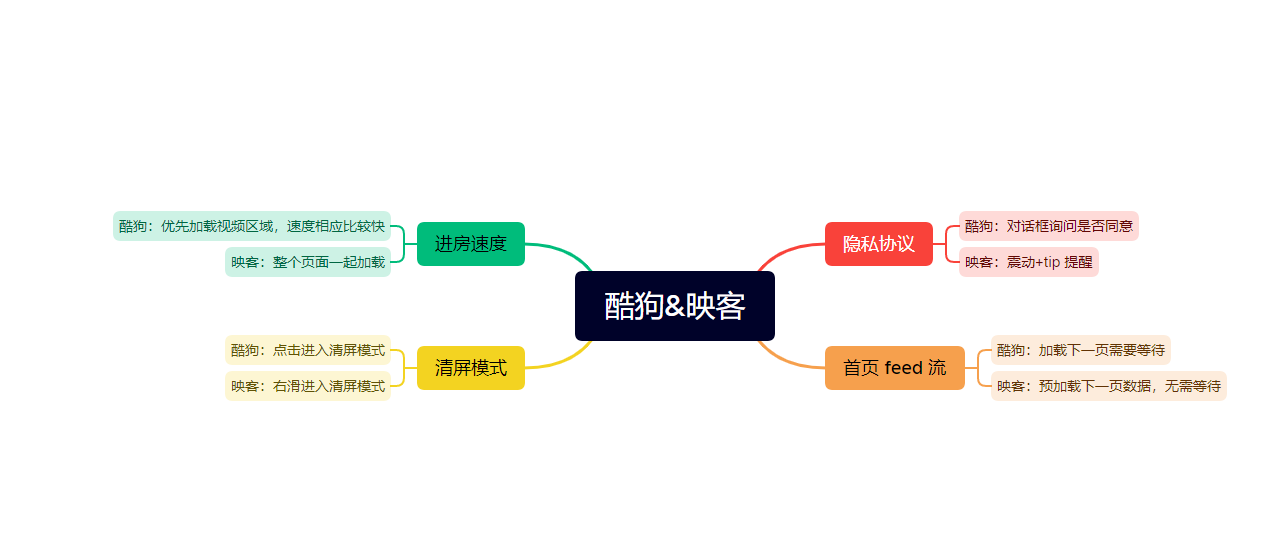 酷狗&映客
隐私协议
酷狗：对话框询问是否同意
映客：震动+tip 提醒
首页 feed 流
酷狗：加载下一页需要等待
映客：预加载下一页数据，无需等待
进房速度
酷狗：优先加载视频区域，速度相应比较快
映客：整个页面一起加载
清屏模式
酷狗：点击进入清屏模式
映客：右滑进入清屏模式